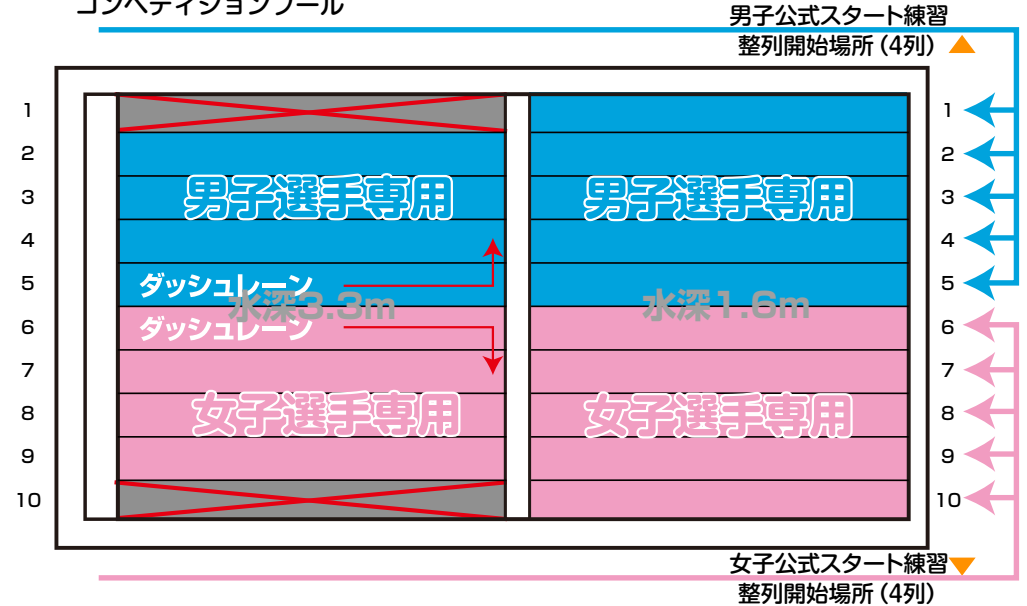 コンペティションプール
男子公式スタート練習
整列開始場所（4列）
1
2
3
4
5
6
7
8
9
10
男子選手専用
ダッシュレーン
水深3.3m
ダッシュレーン
女子選手専用
男子選手専用
水深1.6m
女子選手専用
1
2
3
4
5
6
7
8
9
10
女子公式スタート練習
整列開始場所（4列）